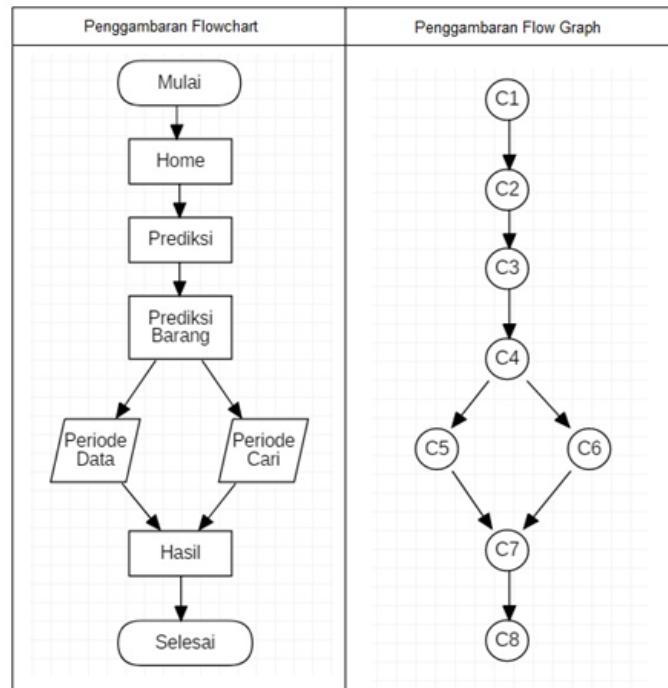 Penggambaran Flowchart
Mulai
Home
Prediksi
Prediksi
Barang
Periode
Data
Periode
Cari
Hasil
Selesai
Penggambaran Flow Graph
C1
C2
C3
C4
C5
C6
C7
C8